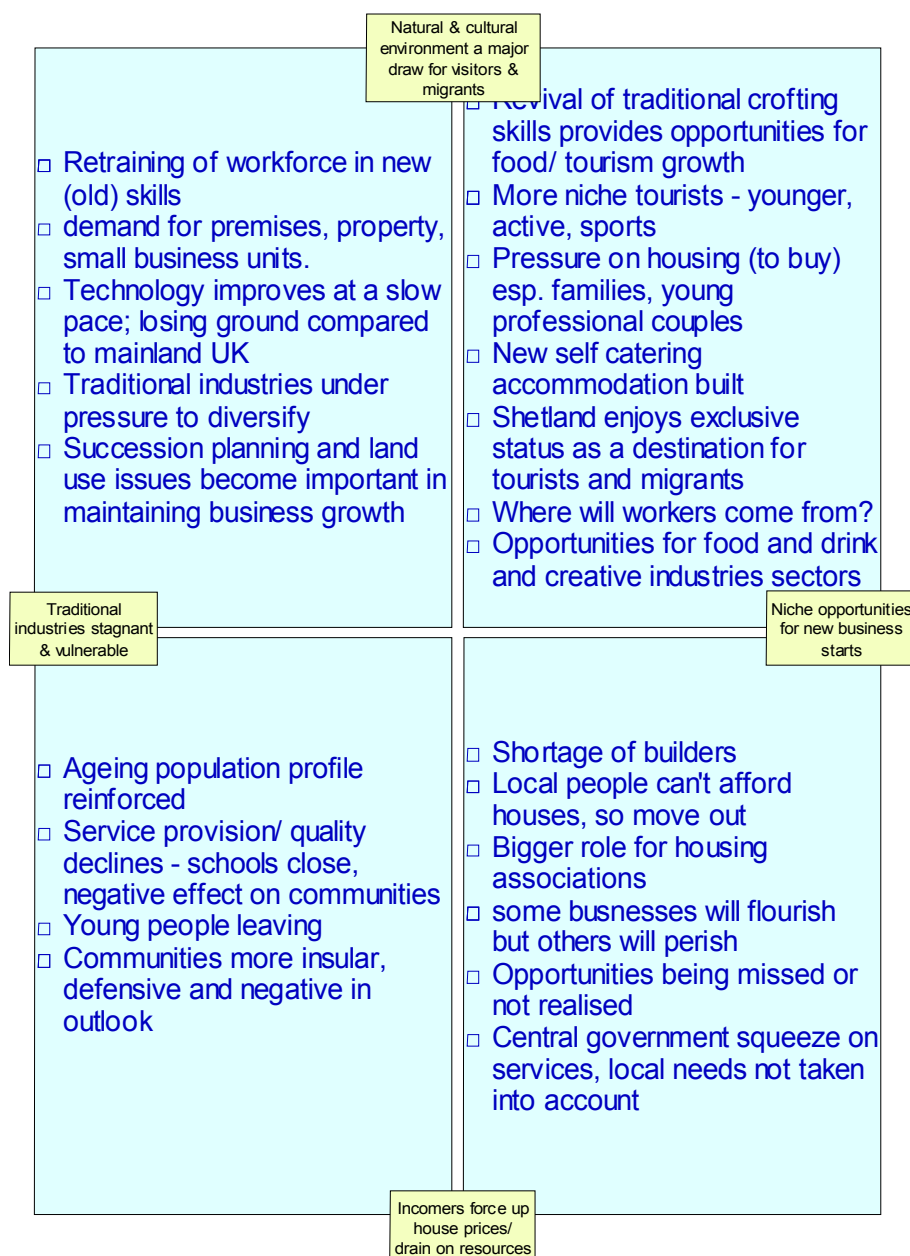 Natural & cultural
environment a major
draw for visitors &
migrants
□ Retraining of workforce in new
(old) skills
□ demand for premises, property,
small business units.
□ Technology improves at a slow
pace; losing ground compared
to mainland UK
□ Traditional industries under
pressure to diversify
□ Succession planning and land
use issues become important in
maintaining business growth
□ Revival of traditional crofting
skills provides opportunities for
food/ tourism growth
□ More niche tourists - younger,
active, sports
□ Pressure on housing (to buy)
esp. families, young
professional couples
□ New self catering
accommodation built
□ Shetland enjoys exclusive
status as a destination for
tourists and migrants
□ Where will workers come from?
□ Opportunities for food and drink
and creative industries sectors
Traditional
industries stagnant
& vulnerable
Niche opportunities
for new business
starts
□ Ageing population profile
reinforced
□ Service provision/ quality
declines - schools close,
negative effect on communities
□ Young people leaving
□ Communities more insular,
defensive and negative in
outlook
□ Shortage of builders
□ Local people can't afford
houses, so move out
□ Bigger role for housing
associations
□ some busnesses will flourish
but others will perish
□ Opportunities being missed or
not realised
□ Central government squeeze on
services, local needs not taken
into account
Incomers force up
house prices/
drain on resources